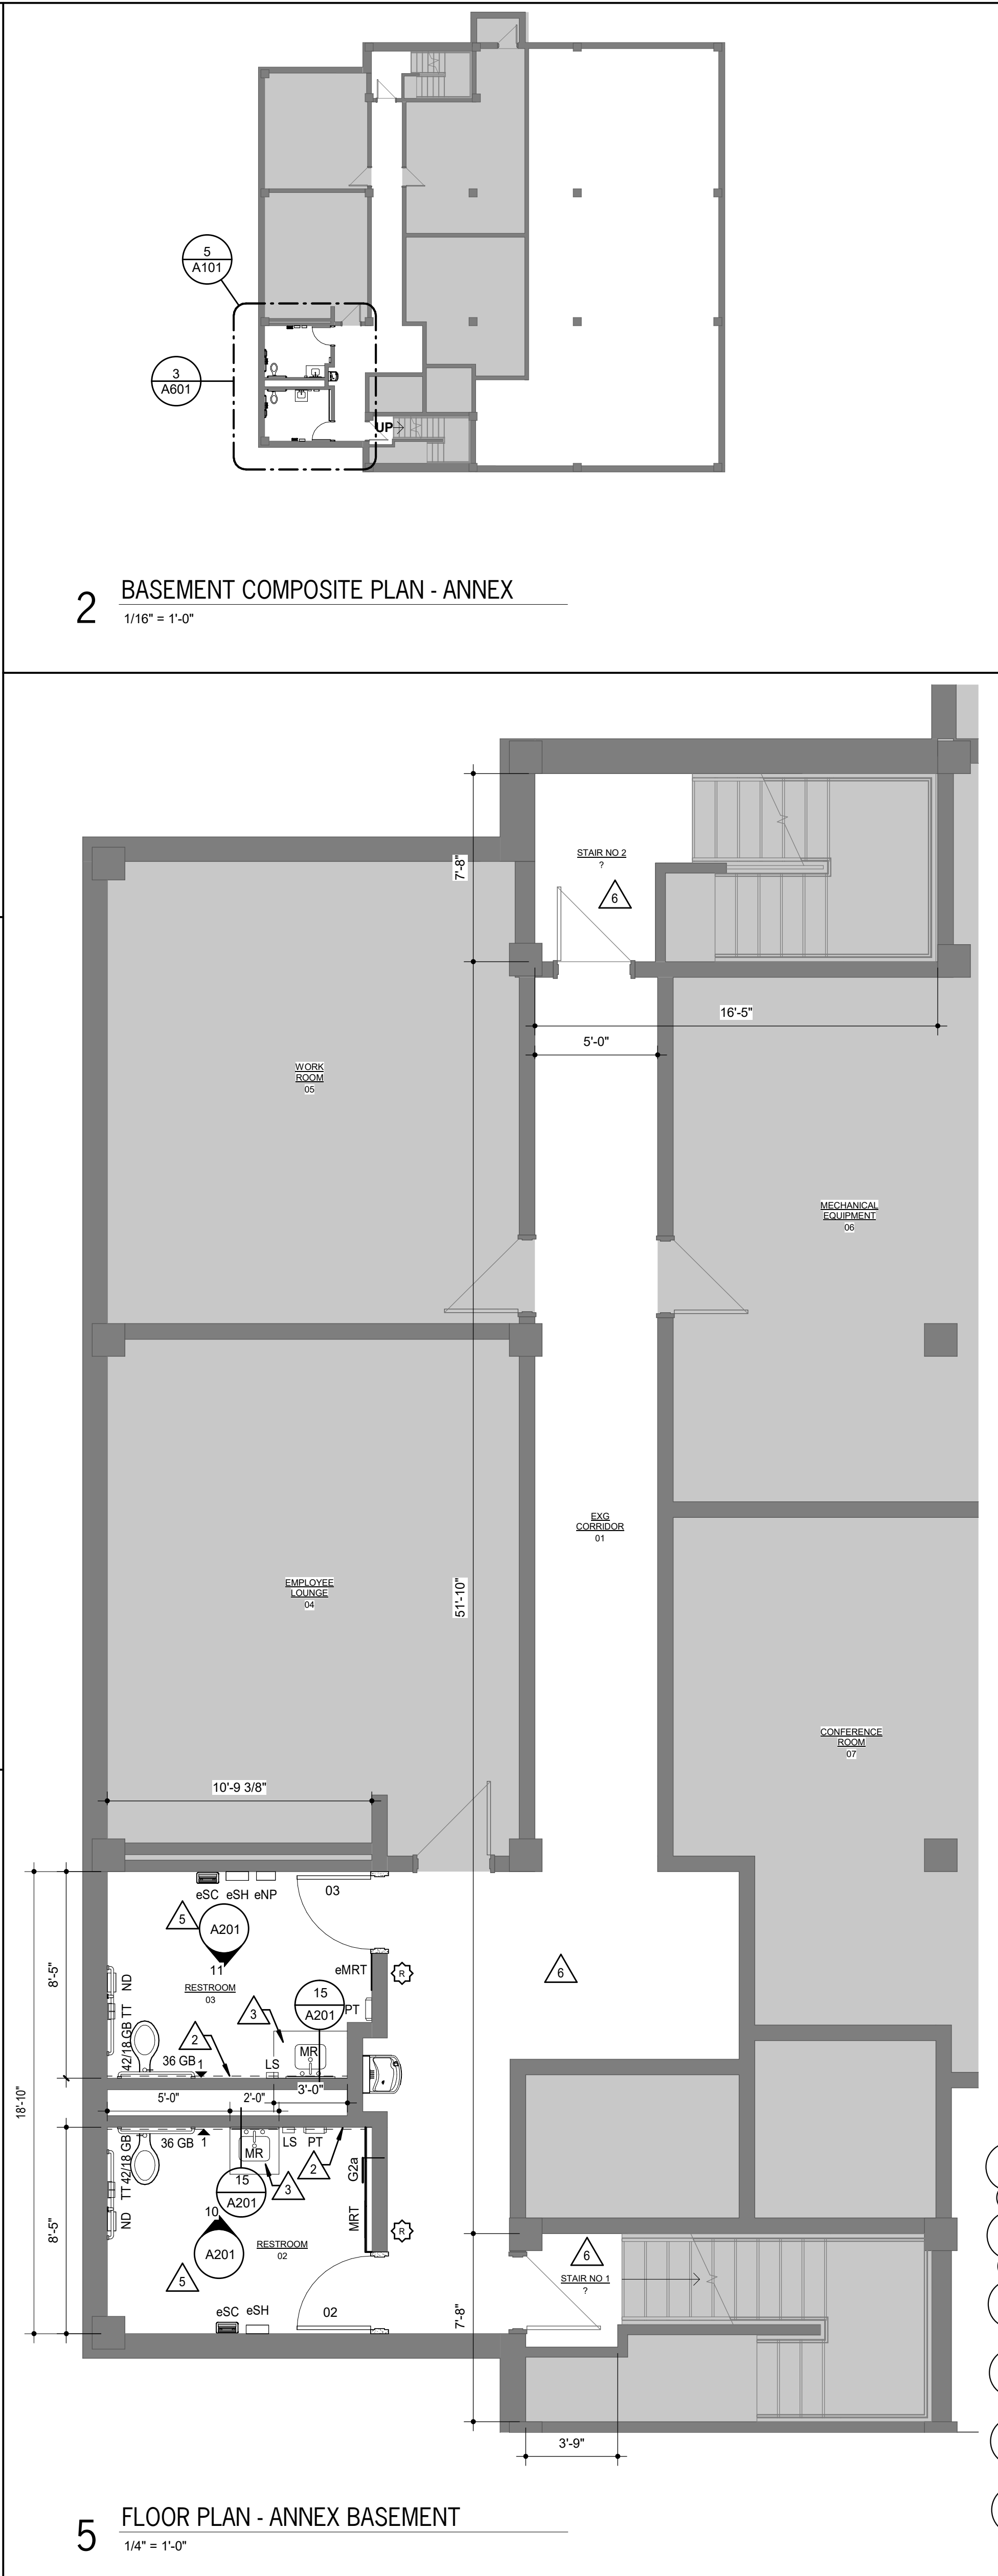 5
A101
3
A601
UP
2
BASEMENT COMPOSITE PLAN - ANNEX
1/16" = 1'-0"
7'-8"
STAIR NO 2
?
6
16'-5"
5'-0"
WORK
ROOM
05
MECHANICAL
EQUIPMENT
06
EXG
CORRIDOR
01
EMPLOYEE
LOUNGE
04
51'-10"
CONFERENCE
ROOM
07
10'-9 3/8"
eSC eSH eNP
03
5
A201
11
8'-5"
RESTROOM
03
eMRT
R
6
ND
TT
42/18 GB
15
A201
PT
3
2
MR
36 GB
1
LS
18'-10"
5'-0"
2'-0"
3'-0"
36 GB
1
MR
LS PT
42/18 GB
TT
ND
15
A201
3
2
G2a
MRT
8'-5"
10
A201
RESTROOM
02
R
5
6
STAIR NO 1
?
eSC eSH
02
7'-8"
3'-9"
5
FLOOR PLAN - ANNEX BASEMENT
1/4" = 1'-0"